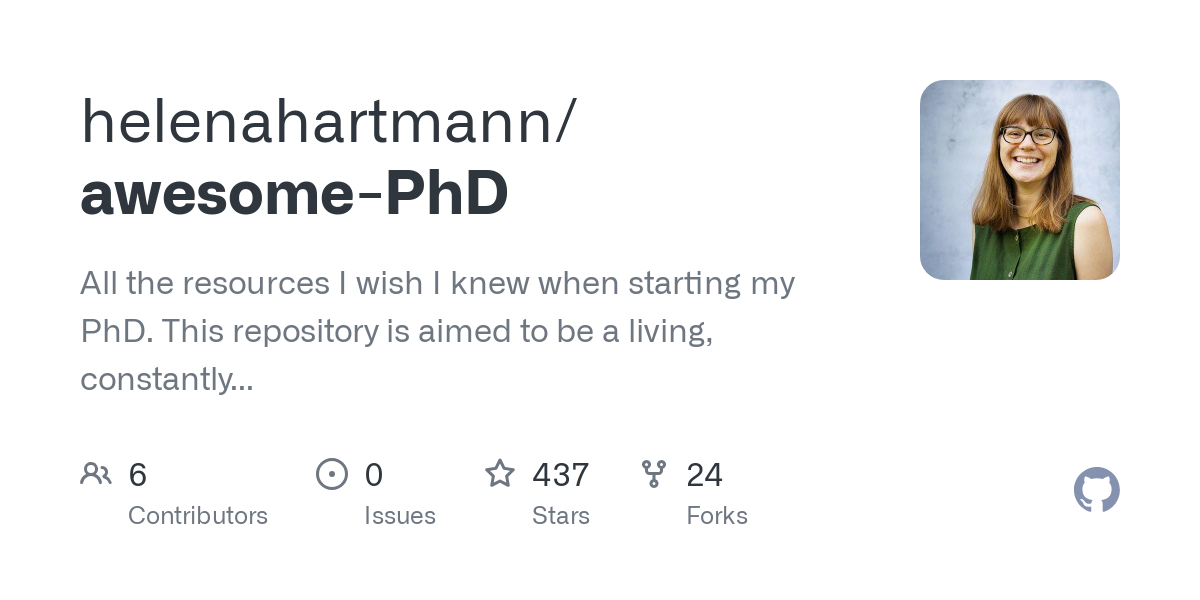 helenahartmann/
awesome-PhD
All the resources I wish I knew when starting my
PhD. This repository is aimed to be a living,
constantly...
6
Contributors
0
Issues
437
Stars
24
Forks